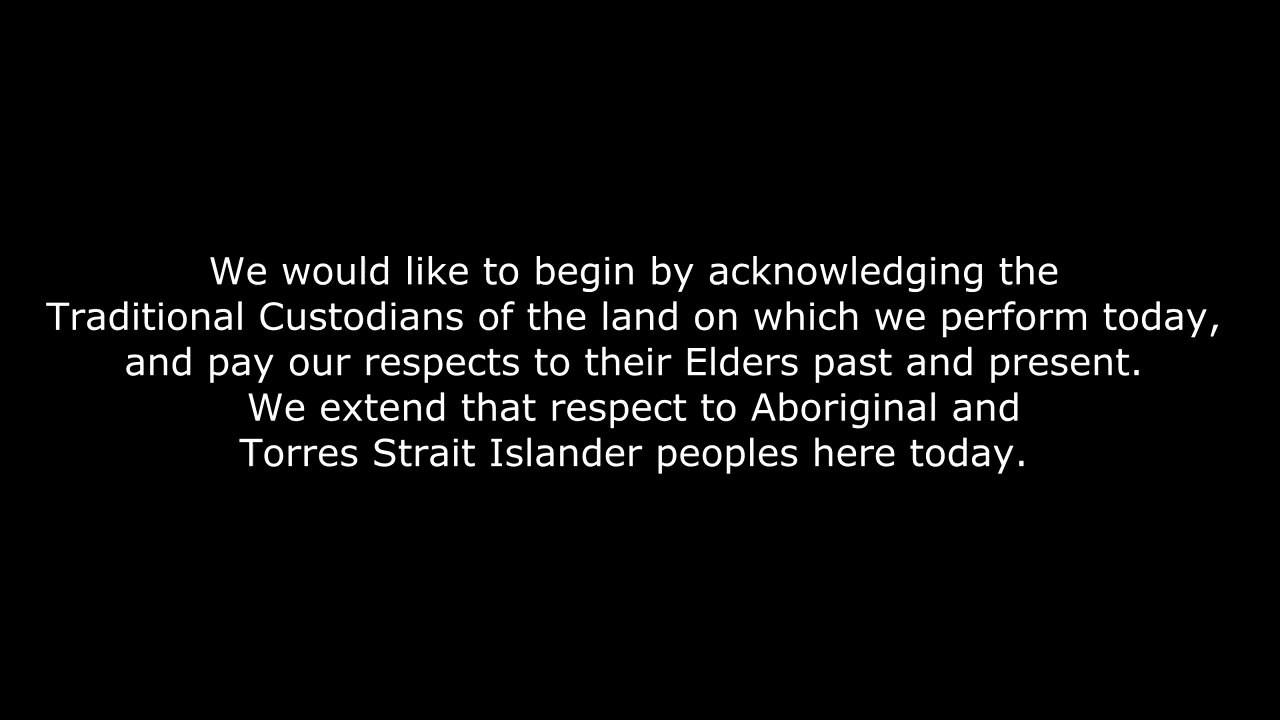 We would like to begin by acknowledging the
Traditional Custodians of the land on which we perform today,
and pay our respects to their Elders past and present.
We extend that respect to Aboriginal and
Torres Strait Islander peoples here today.